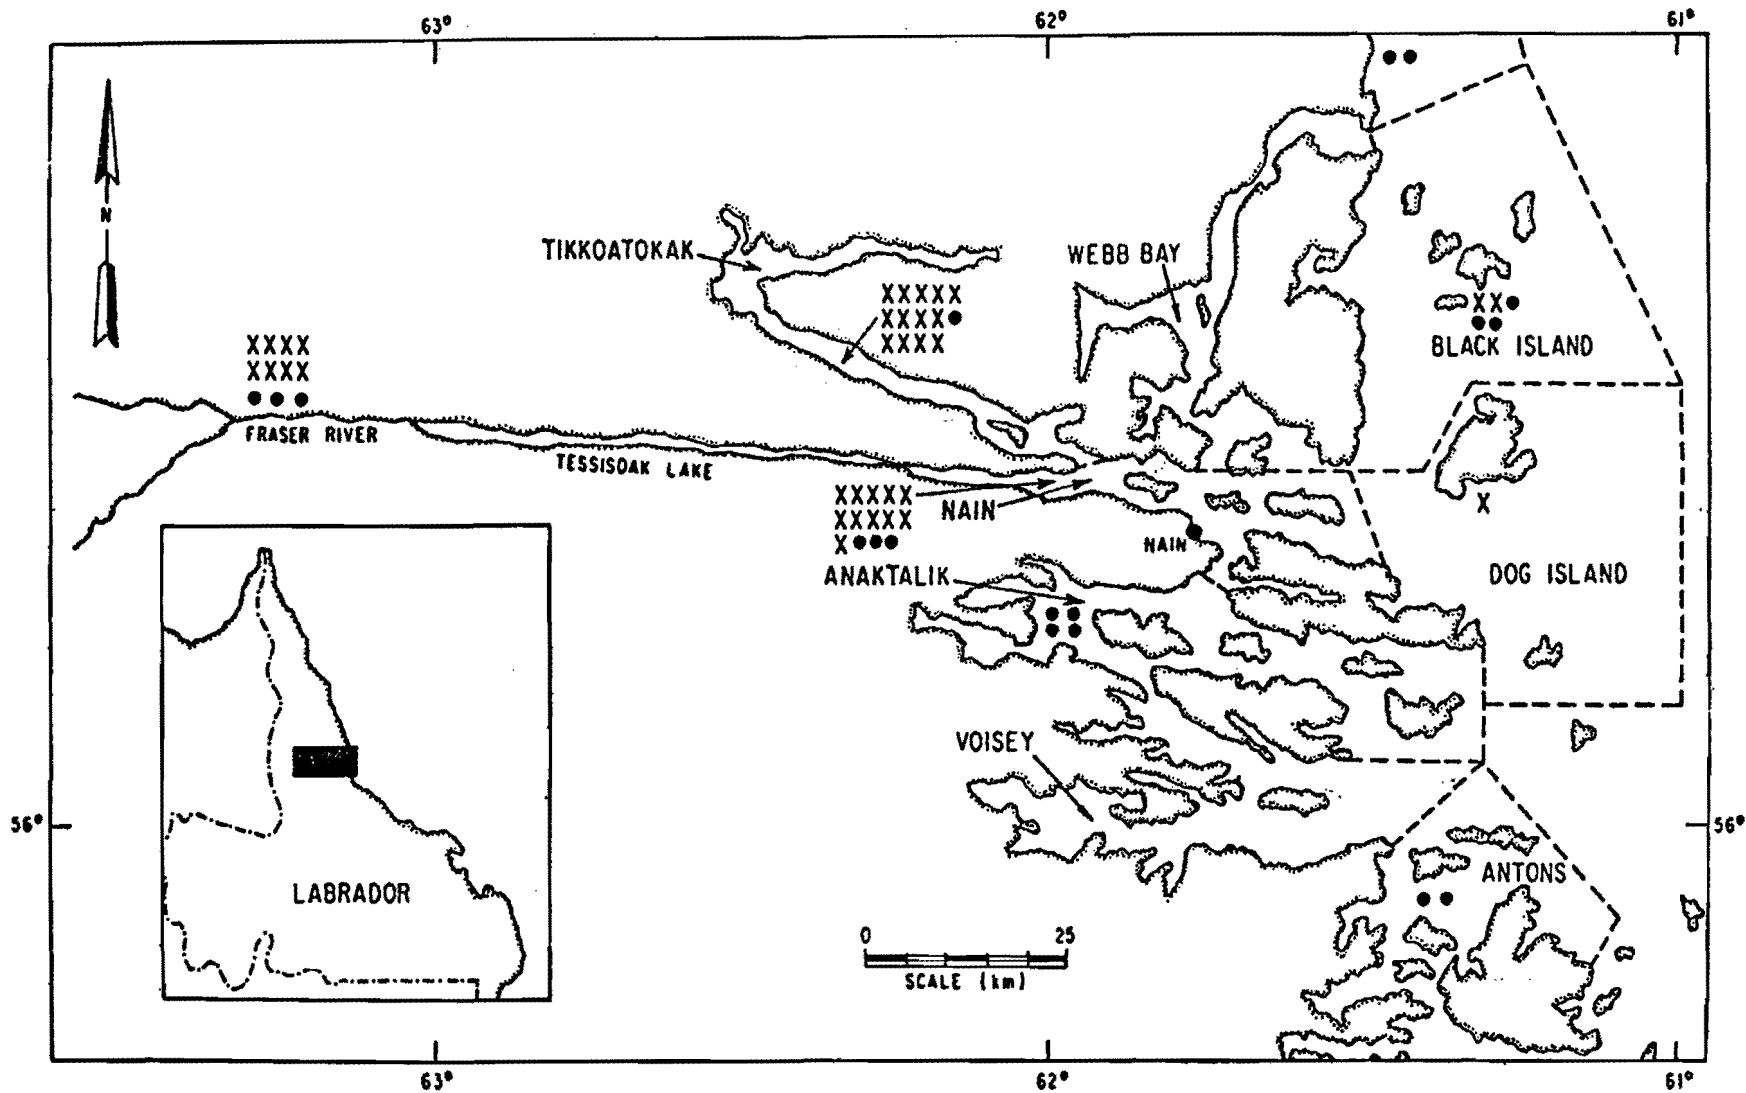 63°
62°
61°
N
TIKKOATOKAK
WEBB BAY
XXXXX
XXXX
XXXX
XX
BLACK ISLAND
XXXX
XXXX
FRASER RIVER
TESSISOAK LAKE
XXXXX
XXXXX
X
NAIN
NAIN
X
ANAKTALIK
DOG ISLAND
VOISEY
56°
56°
LABRADOR
ANTONS
0 25
SCALE (km)
63°
62°
61°